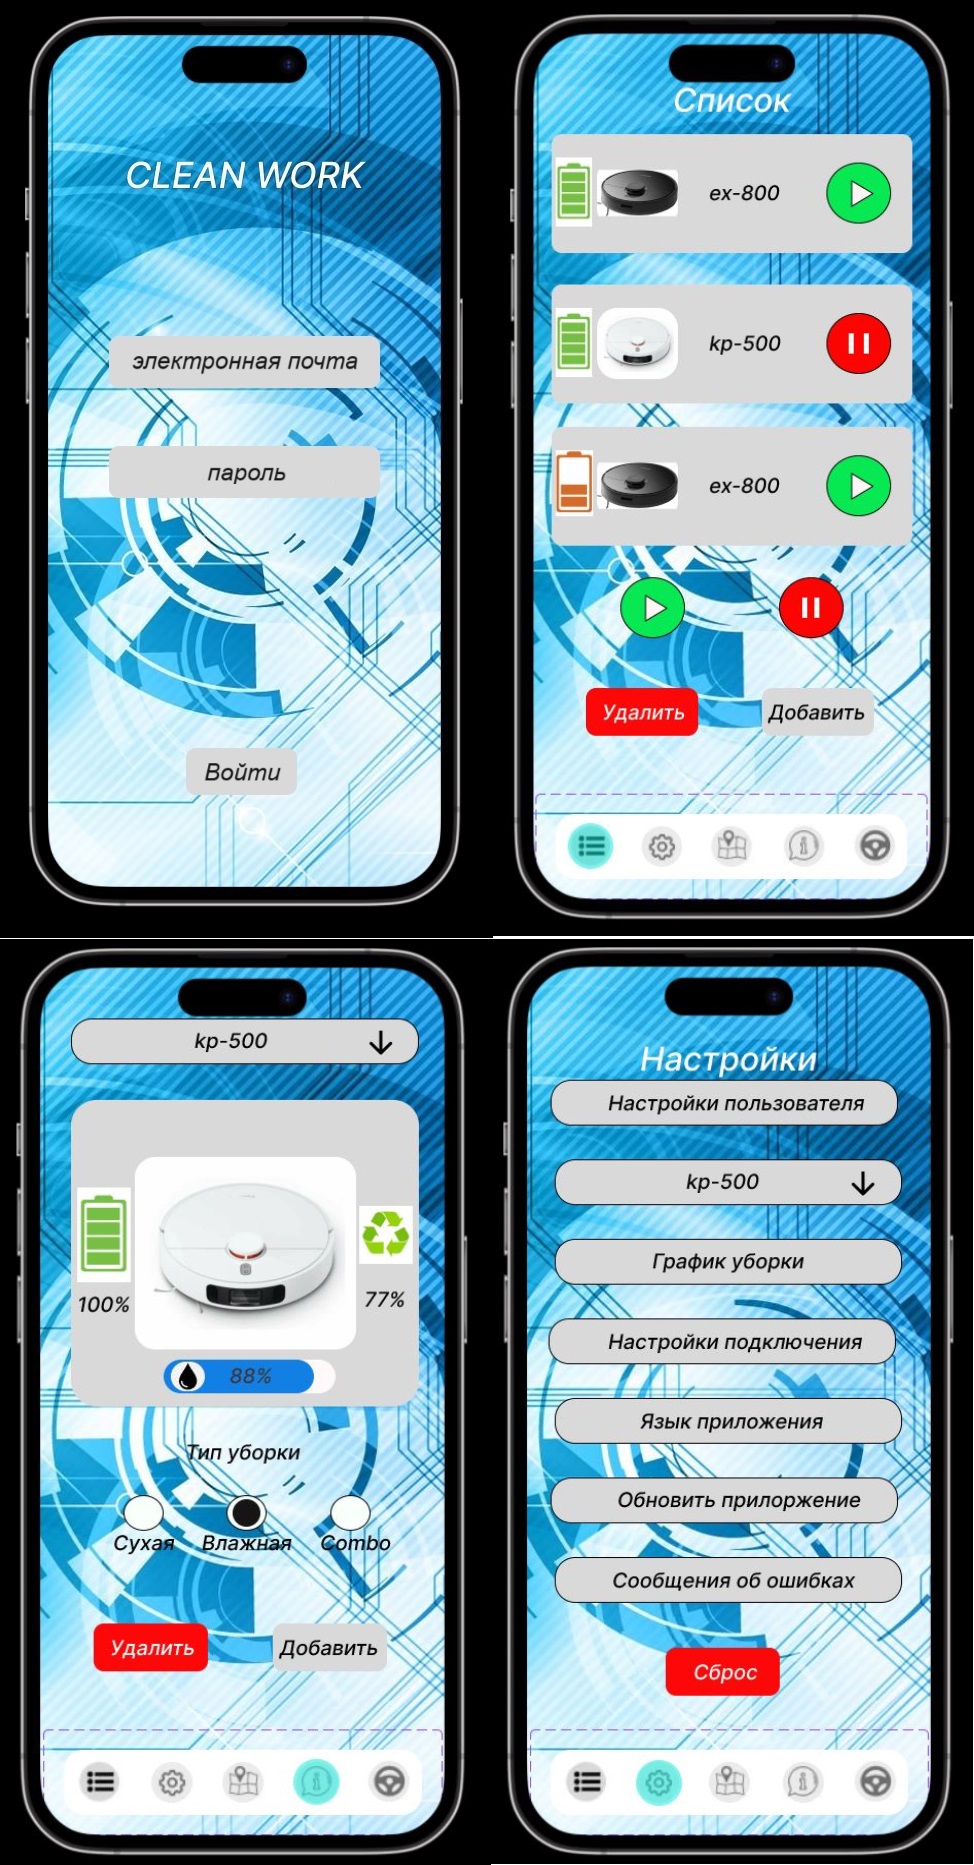 CLEAN WORK
электронная почта
пароль
Войти
Список
ex-800
kp-500
ex-800
Удалить
Добавить
kp-500
100%
77%
88%
Тип уборки
Сухая
Влажная
Combo
Удалить
Добавить
Настройки
Настройки пользователя
kp-500
График уборки
Настройки подключения
Язык приложения
Обновить прилоржение
Сообщения об ошибках
Сброс